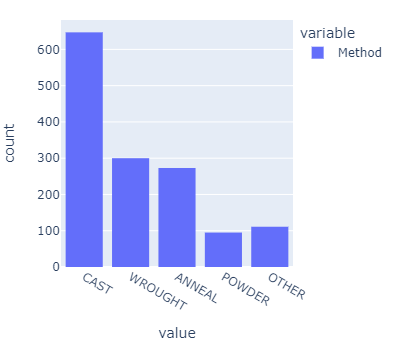 variable
Method
count
600
500
400
300
200
100
0
CAST
WROUGHT
ANNEAL
POWDER
OTHER
value